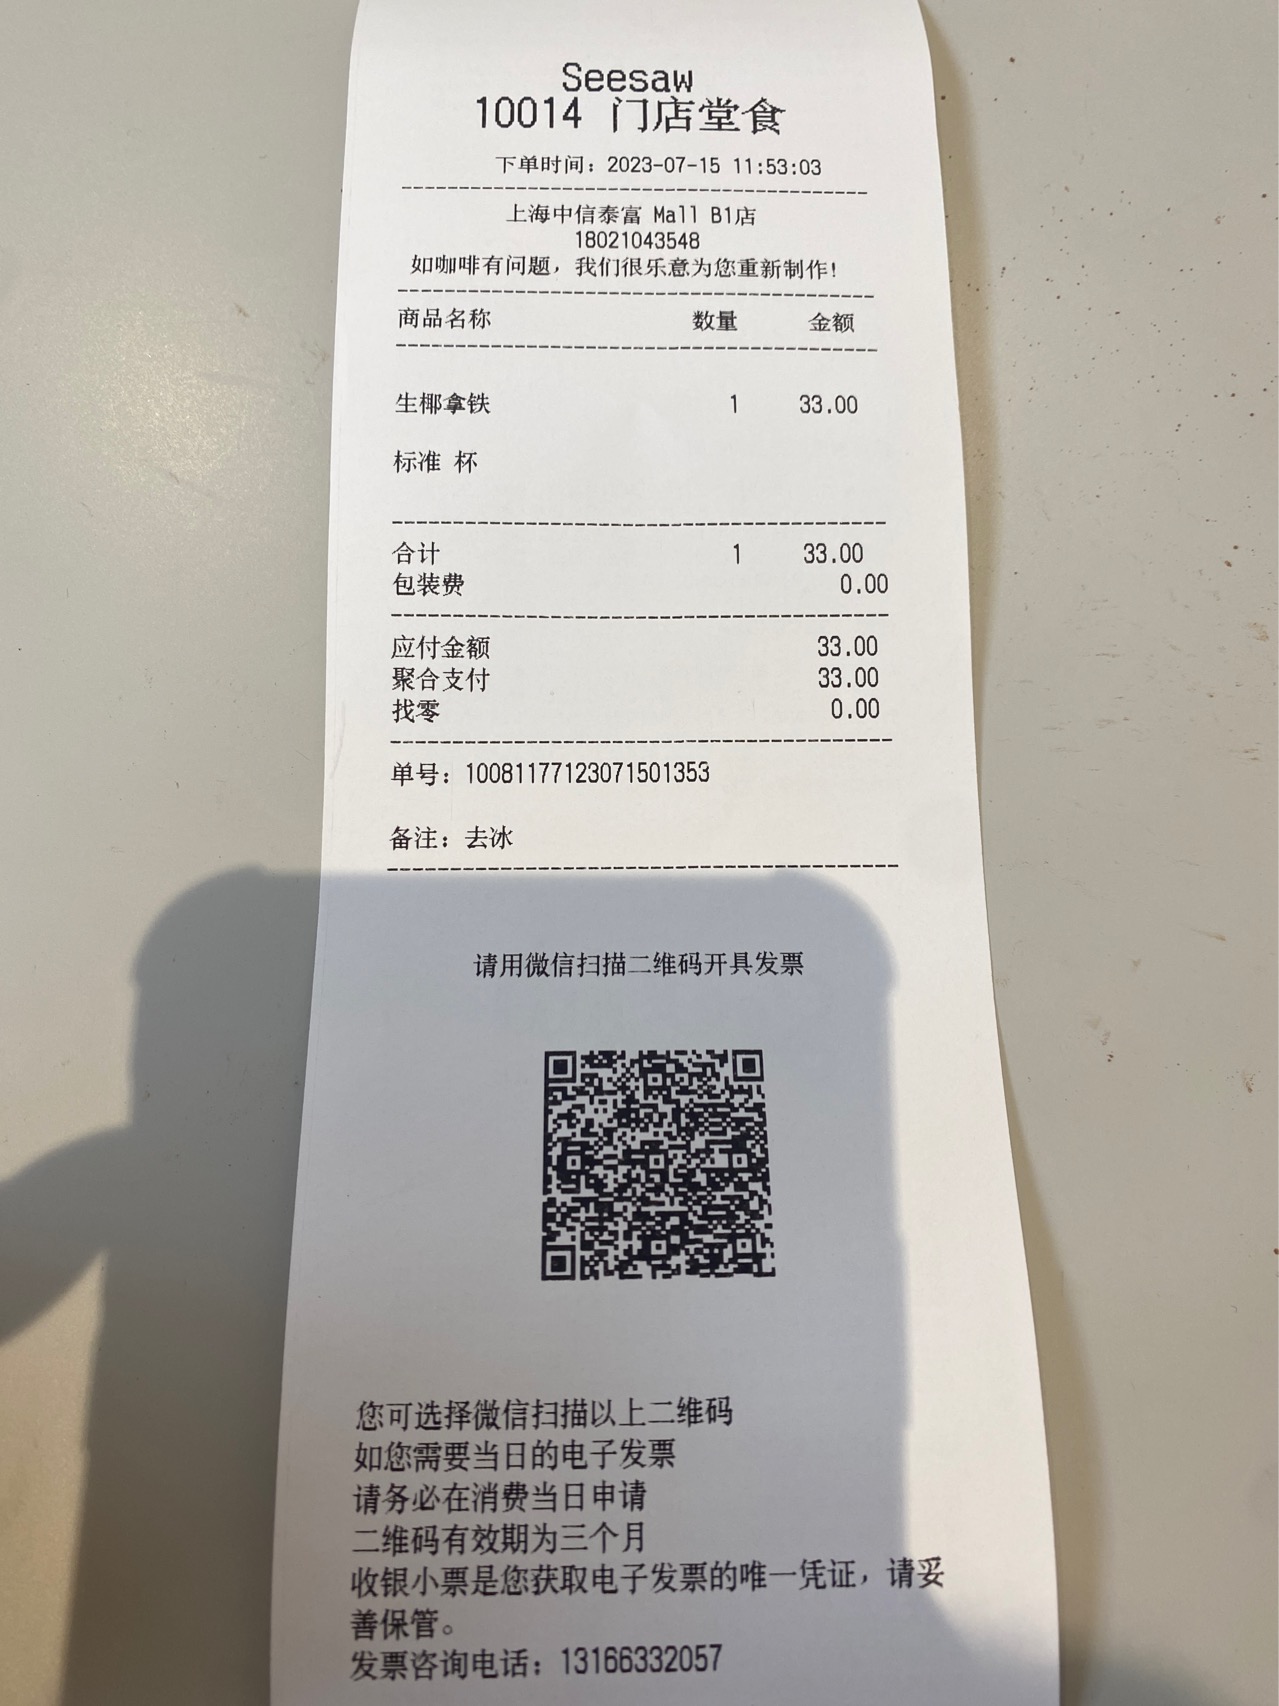 Seesaw
10014 门店堂食
下单时间：2023-07-15 11:53:03
上海中信泰富 Mall B1店
18021043548
如咖啡有问题，我们很乐意为您重新制作!
商品名称 数量 金额
生椰拿铁 1 33.00
标准 杯
合计 1 33.00
包装费 0.00
应付金额 33.00
聚合支付 33.00
找零 0.00
单号：10081177123071501353
备注：去冰
请用微信扫描二维码开具发票
您可选择微信扫描以上二维码
如您需要当日的电子发票
请务必在消费当日申请
二维码有效期为三个月
收银小票是您获取电子发票的唯一凭证，请妥
善保管。
发票咨询电话：13166332057